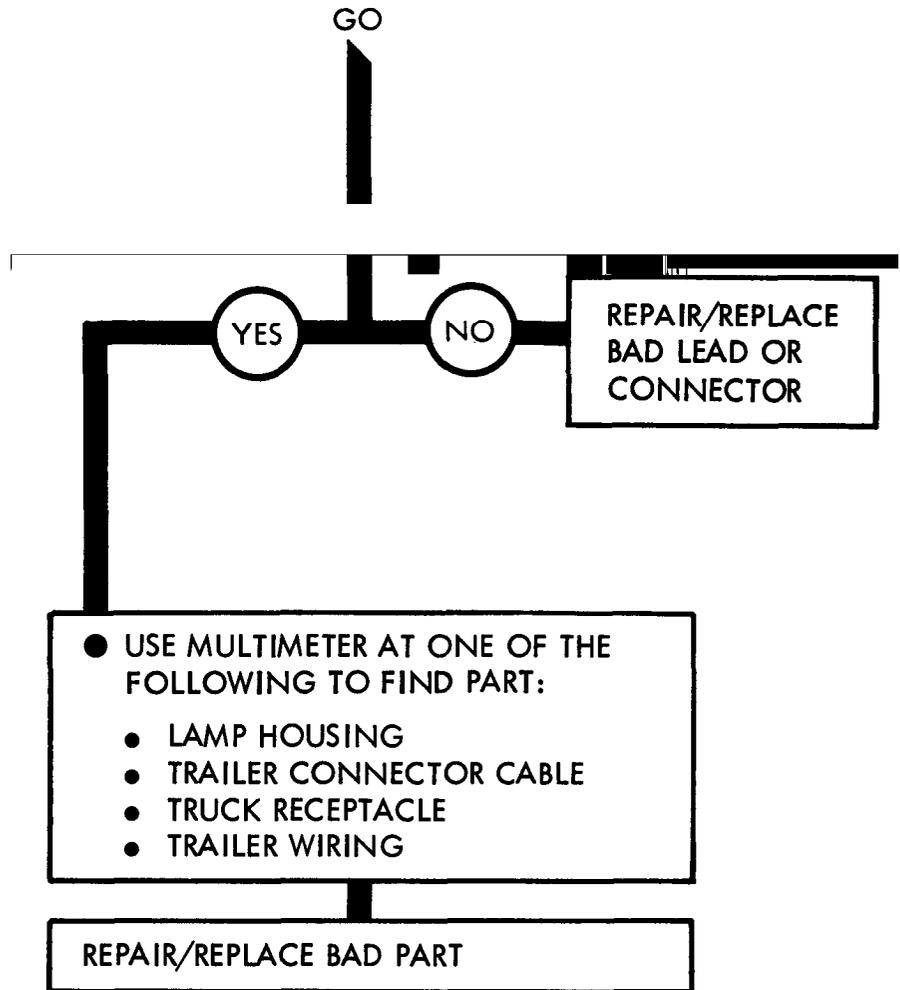 GO
YES
NO
REPAIR/REPLACE
BAD LEAD OR
CONNECTOR
● USE MULTIMETER AT ONE OF THE
FOLLOWING TO FIND PART:
● LAMP HOUSING
● TRAILER CONNECTOR CABLE
● TRUCK RECEPTACLE
● TRAILER WIRING
REPAIR/REPLACE BAD PART